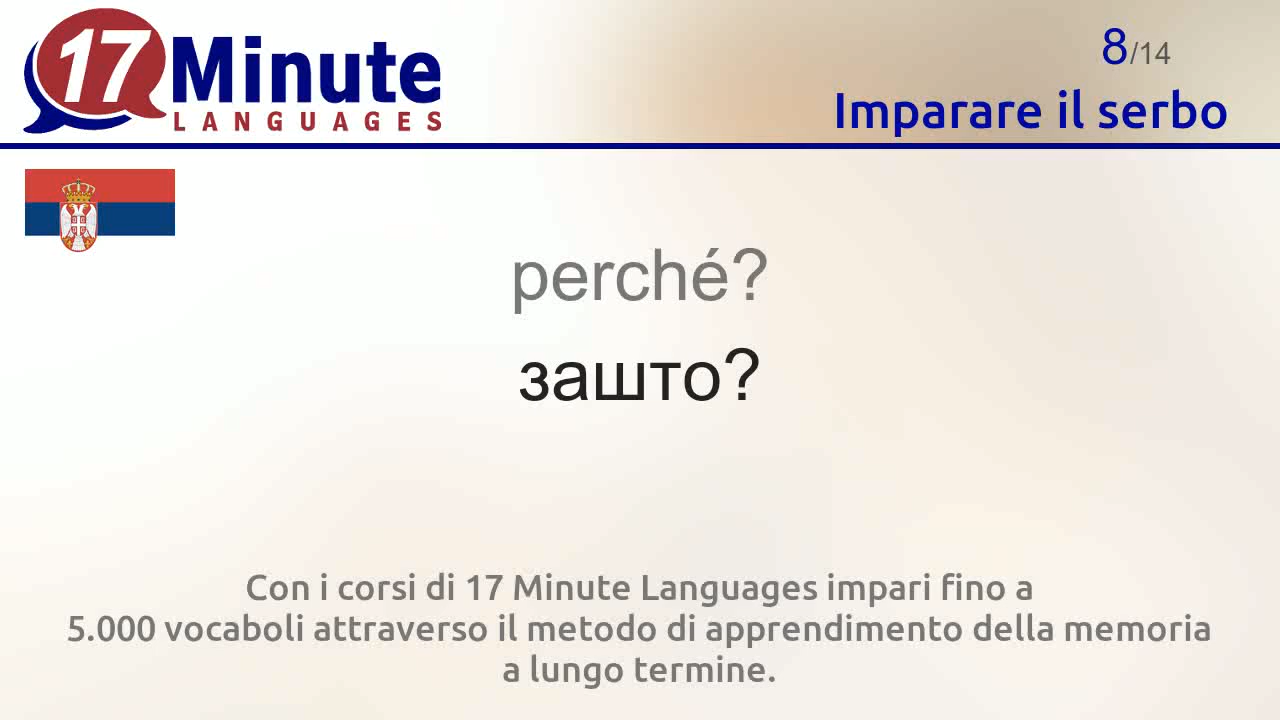 17 Minute
LANGUAGES
8/14
Imparare il serbo
perché?
зашто?
Con i corsi di 17 Minute Languages impari fino a
5.000 vocaboli attraverso il metodo di apprendimento della memoria
a lungo termine.